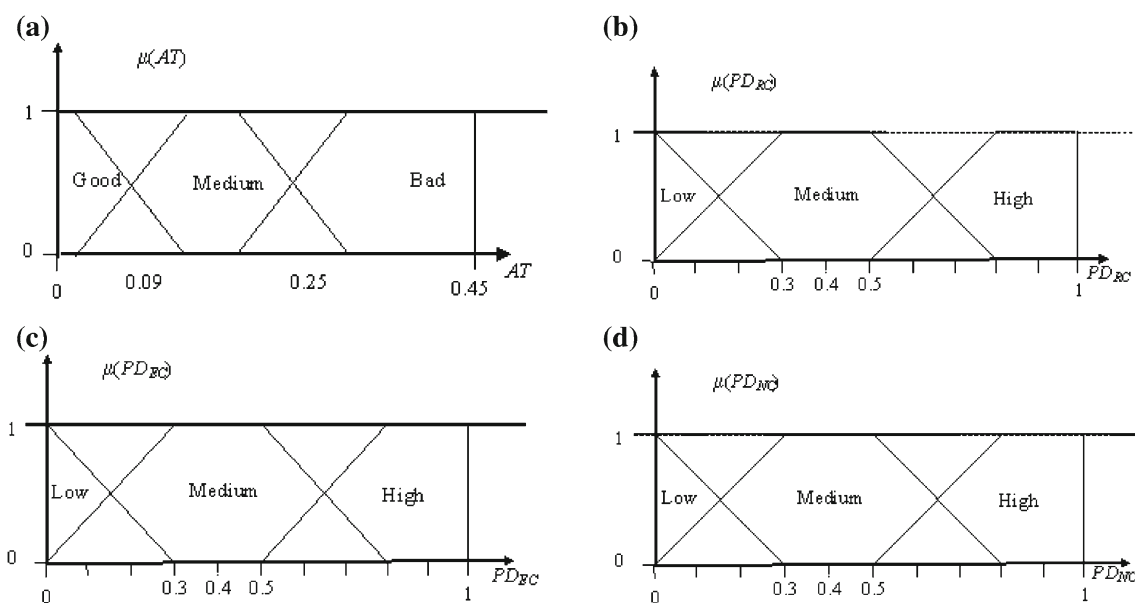 (a)
μ(AT)
1
Good
Medium
Bad
0
AT
0
0.09
0.25
0.45
(b)
μ(PD_RC)
1
Low
Medium
High
0
PD_RC
0
0.3
0.4
0.5
1
(c)
μ(PD_EC)
1
Low
Medium
High
0
PD_EC
0
0.3
0.4
0.5
1
(d)
μ(PD_NC)
1
Low
Medium
High
0
PD_NC
0
0.3
0.4
0.5
1